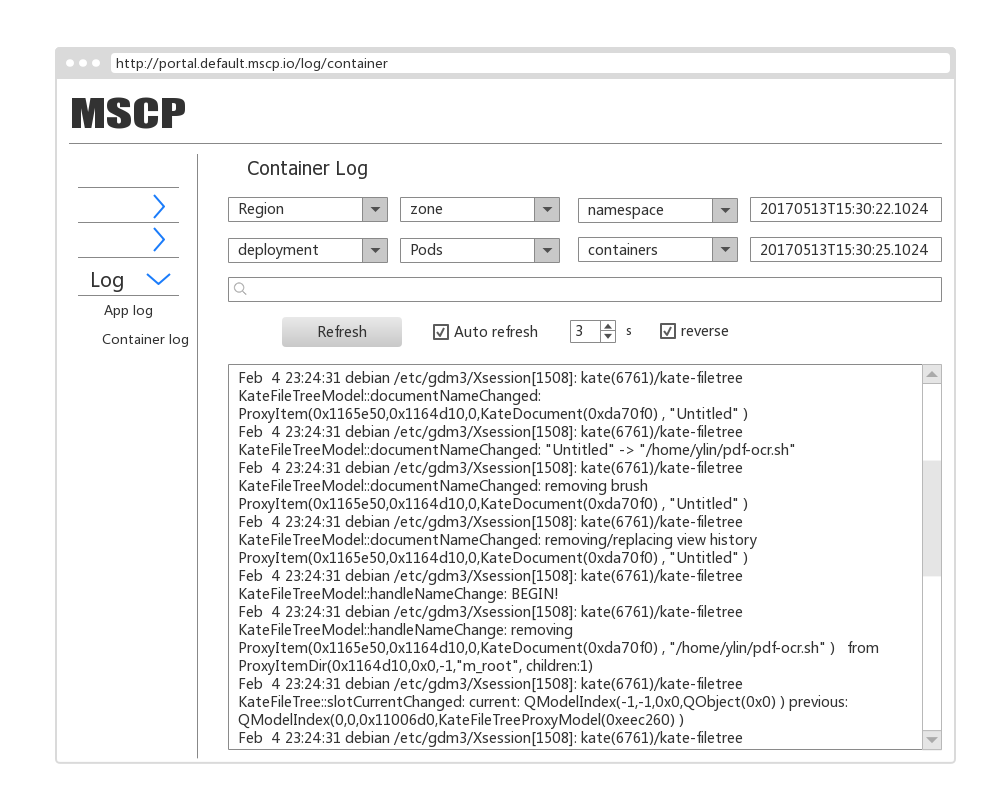 http://portal.default.mscp.io/log/container
MSCP
Container Log
Region zone namespace 20170513T15:30:22.1024
deployment Pods containers 20170513T15:30:25.1024
Log
App log
Container log
Refresh Auto refresh 3 s reverse
Feb  4 23:24:31 debian /etc/gdm3/Xsession[1508]: kate(6761)/kate-filetree
KateFileTreeModel::documentNameChanged:
ProxyItem(0x1165e50,0x1164d10,0,KateDocument(0xda70f0) , "Untitled" )
Feb  4 23:24:31 debian /etc/gdm3/Xsession[1508]: kate(6761)/kate-filetree
KateFileTreeModel::documentNameChanged: "Untitled" -> "/home/ylin/pdf-ocr.sh"
Feb  4 23:24:31 debian /etc/gdm3/Xsession[1508]: kate(6761)/kate-filetree
KateFileTreeModel::documentNameChanged: removing brush
ProxyItem(0x1165e50,0x1164d10,0,KateDocument(0xda70f0) , "Untitled" )
Feb  4 23:24:31 debian /etc/gdm3/Xsession[1508]: kate(6761)/kate-filetree
KateFileTreeModel::documentNameChanged: removing/replacing view history
ProxyItem(0x1165e50,0x1164d10,0,KateDocument(0xda70f0) , "Untitled" )
Feb  4 23:24:31 debian /etc/gdm3/Xsession[1508]: kate(6761)/kate-filetree
KateFileTreeModel::handleNameChange: BEGIN!
Feb  4 23:24:31 debian /etc/gdm3/Xsession[1508]: kate(6761)/kate-filetree
KateFileTreeModel::handleNameChange: removing
ProxyItem(0x1165e50,0x1164d10,0,KateDocument(0xda70f0) , "/home/ylin/pdf-ocr.sh" )   from
ProxyItemDir(0x1164d10,0x0,-1,"m_root", children:1)
Feb  4 23:24:31 debian /etc/gdm3/Xsession[1508]: kate(6761)/kate-filetree
KateFileTree::slotCurrentChanged: current: QModelIndex(-1,-1,0x0,QObject(0x0) ) previous:
QModelIndex(0,0,0x11006d0,KateFileTreeProxyModel(0xeec260) )
Feb  4 23:24:31 debian /etc/gdm3/Xsession[1508]: kate(6761)/kate-filetree